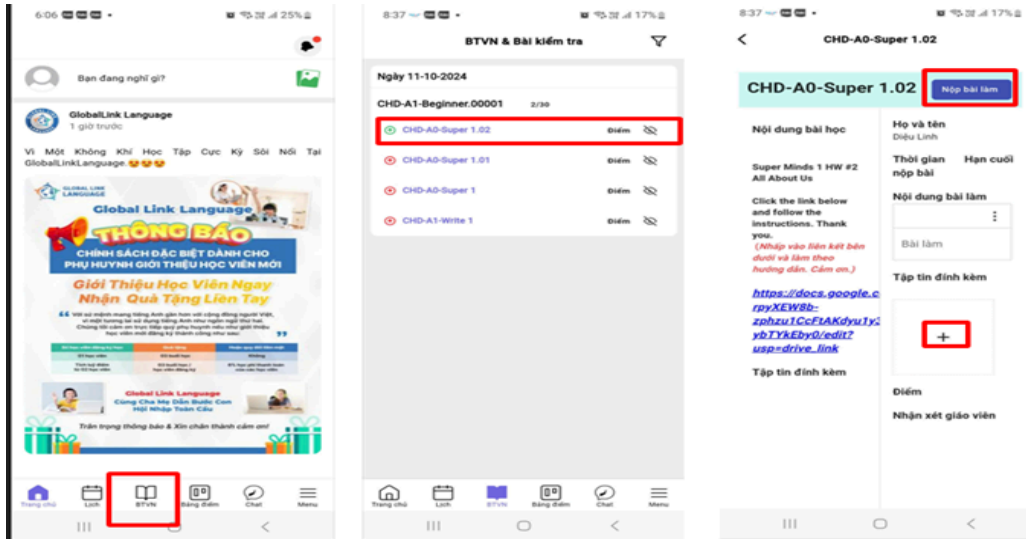 6:06
25%
Bạn đang nghĩ gì?
GlobalLink Language
1 giờ trước
Vì Một Không Khí Học Tập Cực Kỳ Sôi Nổi Tại
GlobalLinkLanguage.
GLOBAL LINK
LANGUAGE
Global Link Language
THÔNG BÁO
CHÍNH SÁCH ĐẶC BIỆT DÀNH CHO
PHỤ HUYNH GIỚI THIỆU HỌC VIÊN MỚI
Giới Thiệu Học Viên Ngay
Nhận Quà Tặng Liền Tay
Global Link Language
Cùng Cha Mẹ Dẫn Bước Con
Hội Nhập Toàn Cầu
Trân trọng thông báo & Xin chân thành cảm ơn!
Trang chủ
Lịch
BTVN
Bảng điểm
Chat
Menu
8:37
17%
BTVN & Bài kiểm tra
Ngày 11-10-2024
CHD-A1-Beginner.00001 2/30
CHD-A0-Super 1.02 Điểm
CHD-A0-Super 1.01 Điểm
CHD-A0-Super 1 Điểm
CHD-A1-Write 1 Điểm
Trang chủ
Lịch
BTVN
Bảng điểm
Chat
Menu
8:37
17%
CHD-A0-Super 1.02
CHD-A0-Super 1.02
Nộp bài làm
Nội dung bài học
Super Minds 1 HW #2
All About Us
Click the link below
and follow the
instructions. Thank
you.
(Nhấp vào liên kết bên
dưới và làm theo
hướng dẫn. Cảm ơn.)
https://docs.google.c
rpyXEW8b-
zphzu1CcFtAKdyu1y
ybTYkEby0/edit?
usp=drive_link
Tập tin đính kèm
Họ và tên
Diệu Linh
Thời gian Hạn cuối
nộp bài
Nội dung bài làm
Bài làm
Tập tin đính kèm
+
Điểm
Nhận xét giáo viên